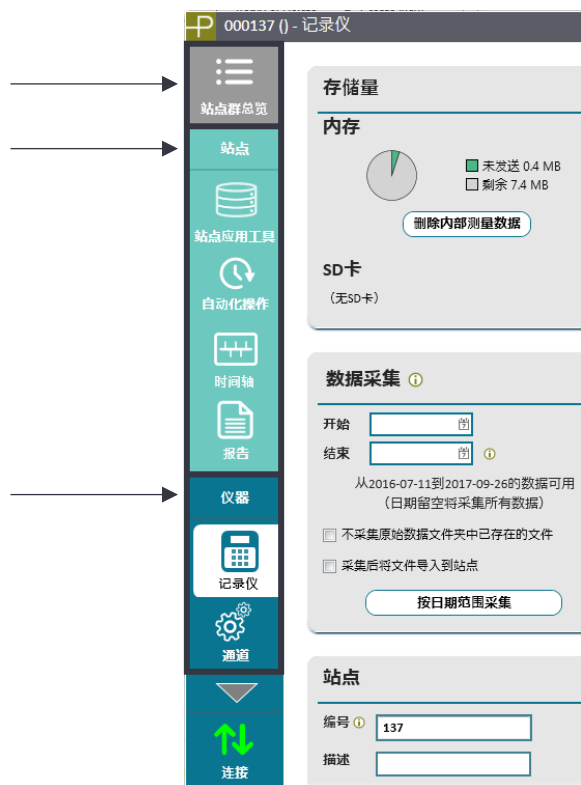 000137 () - 记录仪
站点群总览
站点
站点应用工具
自动化操作
时间轴
报告
仪器
记录仪
通道
连接
存储量
内存
未发送 0.4 MB
剩余 7.4 MB
删除内部测量数据
SD卡
（无SD卡）
数据采集
开始
结束
从2016-07-11到2017-09-26的数据可用
（日期留空将采集所有数据）
不采集原始数据文件夹中已存在的文件
采集后将文件导入到站点
按日期范围采集
站点
编号
137
描述